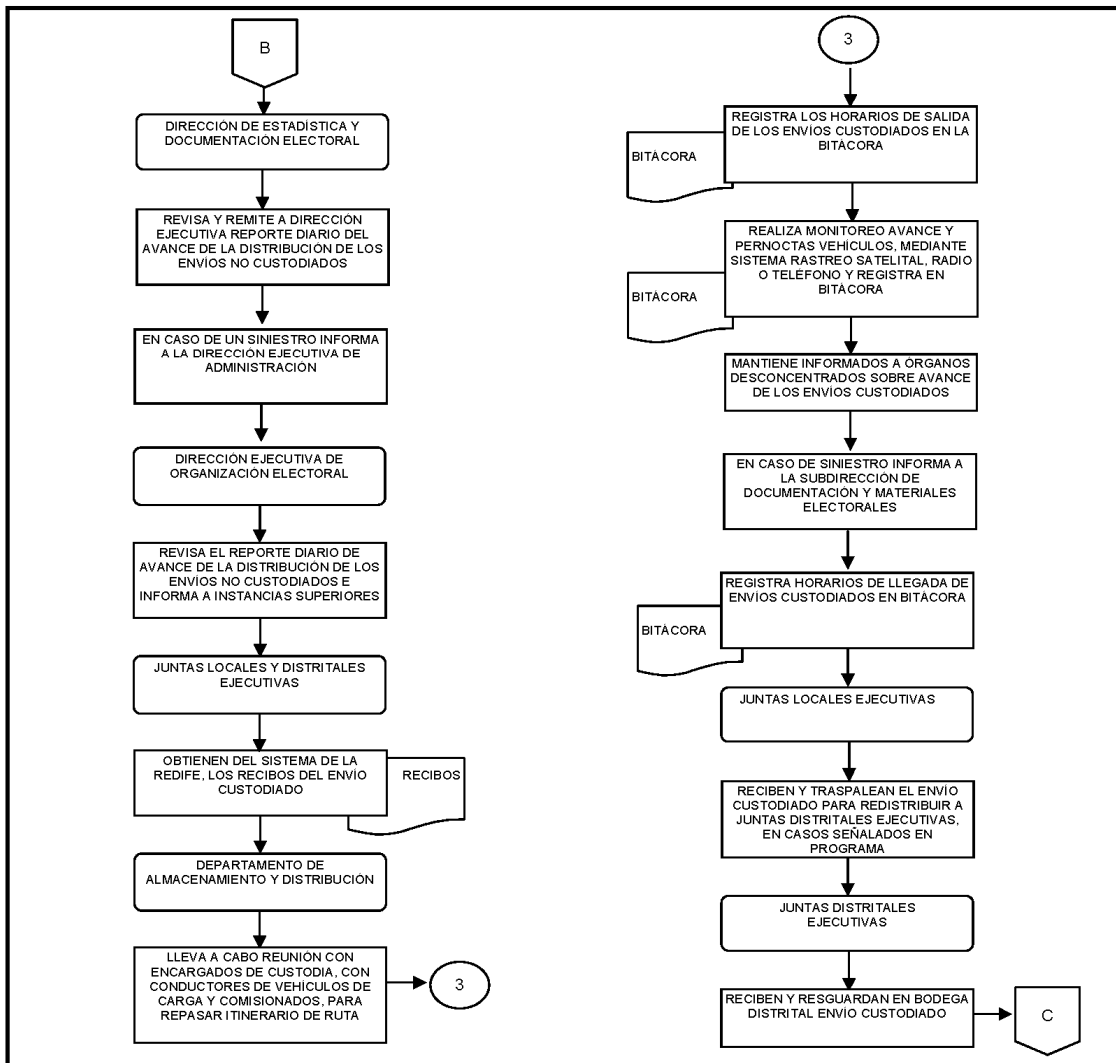 B
DIRECCIÓN DE ESTADÍSTICA Y
DOCUMENTACIÓN ELECTORAL
REVISA Y REMITE A DIRECCIÓN
EJECUTIVA REPORTE DIARIO DEL
AVANCE DE LA DISTRIBUCIÓN DE LOS
ENVÍOS NO CUSTODIADOS
EN CASO DE UN SINIESTRO INFORMA
A LA DIRECCIÓN EJECUTIVA DE
ADMINISTRACIÓN
DIRECCIÓN EJECUTIVA DE
ORGANIZACIÓN ELECTORAL
REVISA EL REPORTE DIARIO DE
AVANCE DE LA DISTRIBUCIÓN DE LOS
ENVÍOS NO CUSTODIADOS E
INFORMA A INSTANCIAS SUPERIORES
JUNTAS LOCALES Y DISTRITALES
EJECUTIVAS
OBTIENEN DEL SISTEMA DE LA
REDIFE, LOS RECIBOS DEL ENVÍO
CUSTODIADO
RECIBOS
DEPARTAMENTO DE
ALMACENAMIENTO Y DISTRIBUCIÓN
LLEVA A CABO REUNIÓN CON
ENCARGADOS DE CUSTODIA, CON
CONDUCTORES DE VEHÍCULOS DE
CARGA Y COMISIONADOS, PARA
REPASAR ITINERARIO DE RUTA
3
3
REGISTRA LOS HORARIOS DE SALIDA
DE LOS ENVÍOS CUSTODIADOS EN LA
BITÁCORA
BITÁCORA
REALIZA MONITOREO AVANCE Y
PERNOCTAS VEHÍCULOS, MEDIANTE
SISTEMA RASTREO SATELITAL, RADIO
O TELÉFONO Y REGISTRA EN
BITÁCORA
BITÁCORA
MANTIENE INFORMADOS A ÓRGANOS
DESCONCENTRADOS SOBRE AVANCE
DE LOS ENVÍOS CUSTODIADOS
EN CASO DE SINIESTRO INFORMA A
LA SUBDIRECCIÓN DE
DOCUMENTACIÓN Y MATERIALES
ELECTORALES
REGISTRA HORARIOS DE LLEGADA DE
ENVÍOS CUSTODIADOS EN BITÁCORA
BITÁCORA
JUNTAS LOCALES EJECUTIVAS
RECIBEN Y TRASPALEAN EL ENVÍO
CUSTODIADO PARA REDISTRIBUIR A
JUNTAS DISTRITALES EJECUTIVAS,
EN CASOS SEÑALADOS EN
PROGRAMA
JUNTAS DISTRITALES
EJECUTIVAS
RECIBEN Y RESGUARDAN EN BODEGA
DISTRITAL ENVÍO CUSTODIADO
C